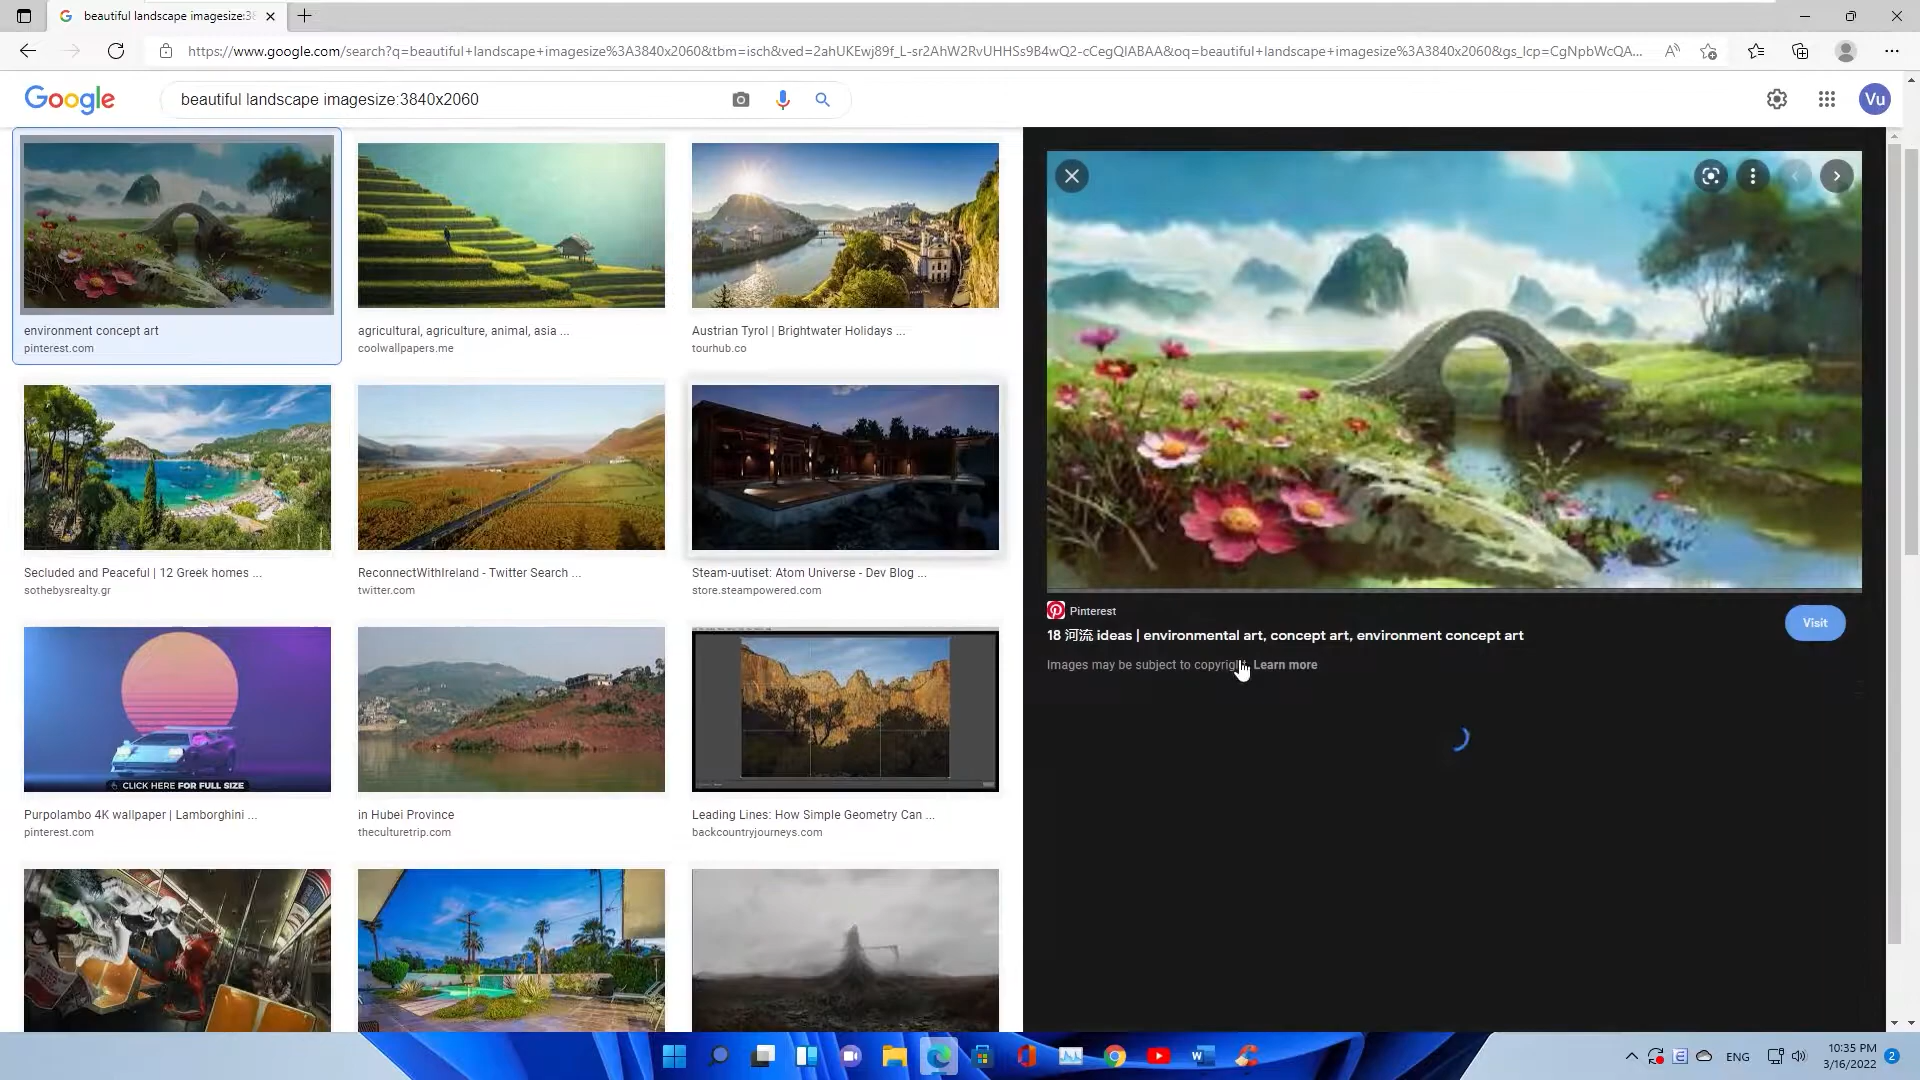 beautiful landscape imagesize:38
https://www.google.com/search?q=beautiful+landscape+imagesize%3A3840x2060&tbm=isch&ved=2ahUKEwj89f_L-sr2AhW2RvUHHSs9B4wQ2-cCegQIABAA&oq=beautiful+landscape+imagesize%3A3840x2060&gs_lcp=CgNpbWcQA...
Google
beautiful landscape imagesize:3840x2060
Vu
environment concept art
pinterest.com
agricultural, agriculture, animal, asia ...
coolwallpapers.me
Austrian Tyrol | Brightwater Holidays ...
tourhub.co
Secluded and Peaceful | 12 Greek homes ...
sothebysrealty.gr
ReconnectWithIreland - Twitter Search ...
twitter.com
Steam-uutiset: Atom Universe - Dev Blog ...
store.steampowered.com
CLICK HERE FOR FULL SIZE
Purpolambo 4K wallpaper | Lamborghini ...
pinterest.com
in Hubei Province
theculturetrip.com
Leading Lines: How Simple Geometry Can ...
backcountryjourneys.com
Pinterest
18 河流 ideas | environmental art, concept art, environment concept art
Visit
Images may be subject to copyright. Learn more
ENG
10:35 PM
3/16/2022
2